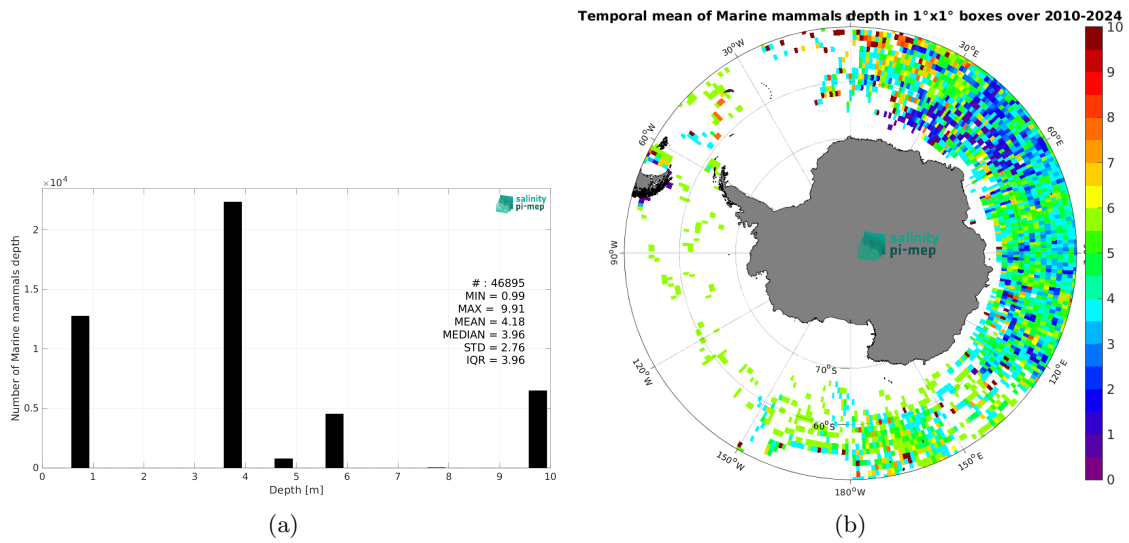 ×10⁴
2
1.5
1
0.5
0
Number of Marine mammals depth
0 1 2 3 4 5 6 7 8 9 10
Depth [m]
salinity
pi-mep
# : 46895
MIN = 0.99
MAX = 9.91
MEAN = 4.18
MEDIAN = 3.96
STD = 2.76
IQR = 3.96
(a)
Temporal mean of Marine mammals depth in 1°x1° boxes over 2010-2024
30°W
30°E
60°W
60°E
90°W
120°W
120°E
150°W
150°E
180°W
70°S
60°S
salinity
pi-mep
10
9
8
7
6
5
4
3
2
1
0
(b)